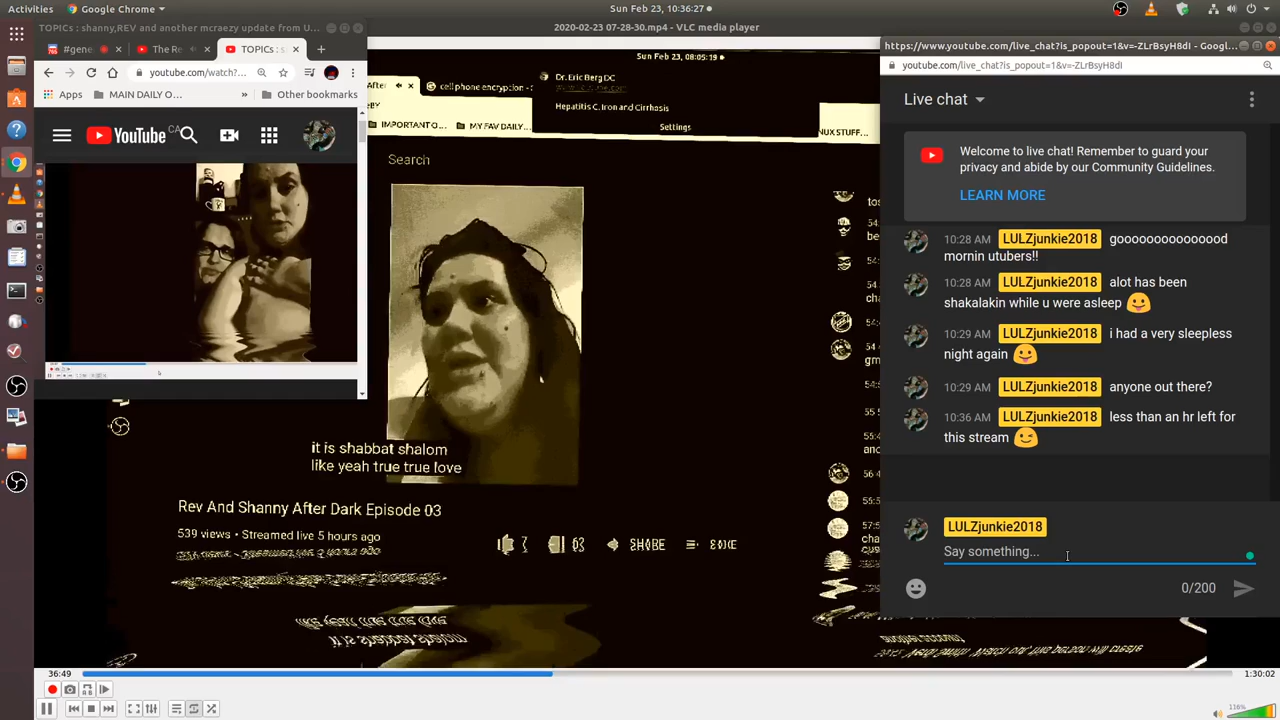 Activities
Google Chrome
Sun Feb 23, 10:36:27
TOPICs : shanny,REV and another mcraezy update from U...
2020-02-23 07-28-30.mp4 - VLC media player
https://www.youtube.com/live_chat?is_popout=1&v=-ZLrBsyH8dI - Googl...
#gene
The Re
TOPICs :
youtube.com/watch?...
Apps
MAIN DAILY O...
»
Other bookmarks
YouTube CA
Sun Feb 23, 08:05:19
After
cell phone encryption -
Dr. Eric Berg DC
Hepatitis C, Iron and Cirrhosis
Settings
IMPORTANT O...
MY FAV DAILY...
NUX STUFF...
Search
it is shabbat shalom
like yeah true true love
Rev And Shanny After Dark Episode 03
539 views • Streamed live 5 hours ago
youtube.com/live_chat?is_popout=1&v=-ZLrBsyH8dI
Live chat
Welcome to live chat! Remember to guard your
privacy and abide by our Community Guidelines.
LEARN MORE
10:28 AM LULZjunkie2018 gooooooooooooood
mornin utubers!!
10:28 AM LULZjunkie2018 alot has been
shakalakin while u were asleep
10:29 AM LULZjunkie2018 i had a very sleepless
night again
10:29 AM LULZjunkie2018 anyone out there?
10:36 AM LULZjunkie2018 less than an hr left for
this stream
LULZjunkie2018
Say something...
0/200
36:49
1:30:02
116%